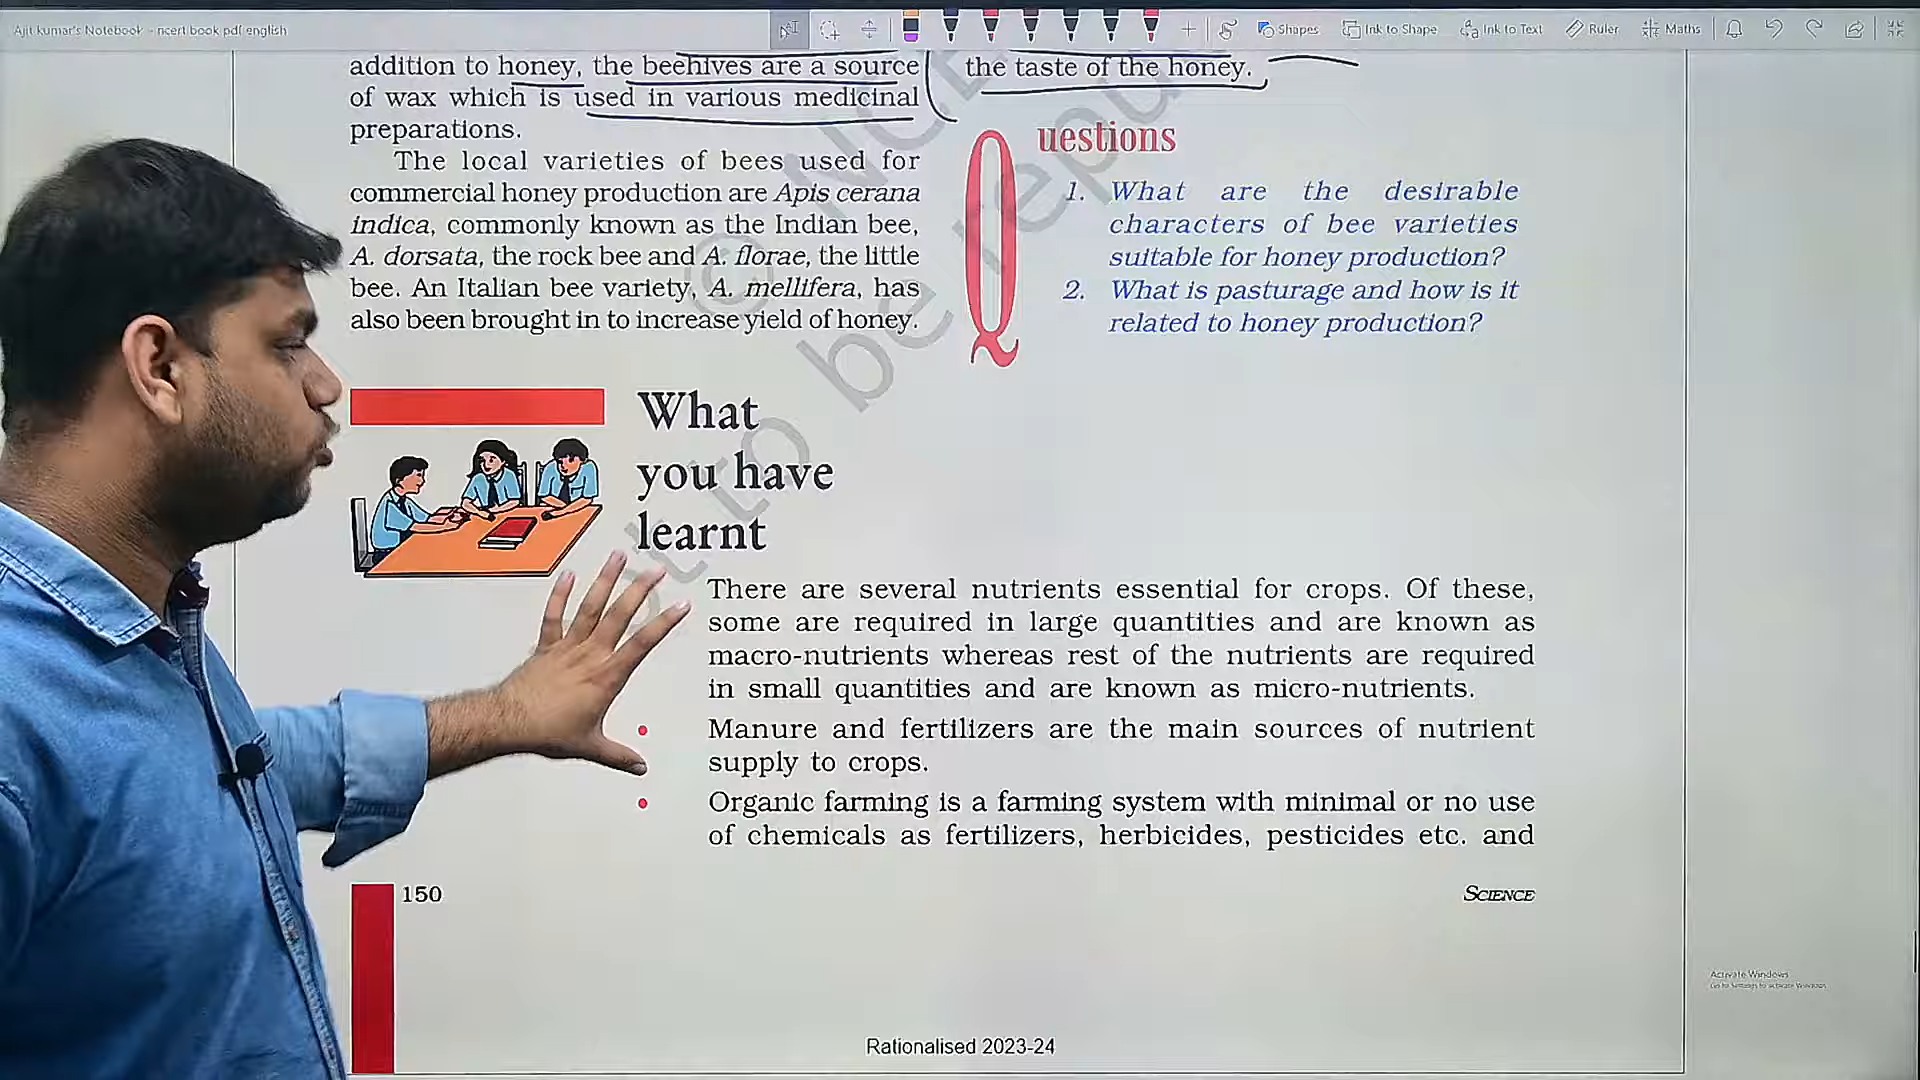 Ajit kumar's Notebook - ncert book pdf english
Shapes
Ink to Shape
Ink to Text
Ruler
Maths
addition to honey, the beehives are a source
of wax which is used in various medicinal
preparations.
The local varieties of bees used for
commercial honey production are Apis cerana
indica, commonly known as the Indian bee,
A. dorsata, the rock bee and A. florae, the little
bee. An Italian bee variety, A. mellifera, has
also been brought in to increase yield of honey.
the taste of the honey.
Questions
1. What are the desirable
characters of bee varieties
suitable for honey production?
2. What is pasturage and how is it
related to honey production?
What
you have
learnt
There are several nutrients essential for crops. Of these,
some are required in large quantities and are known as
macro-nutrients whereas rest of the nutrients are required
in small quantities and are known as micro-nutrients.
• Manure and fertilizers are the main sources of nutrient
supply to crops.
• Organic farming is a farming system with minimal or no use
of chemicals as fertilizers, herbicides, pesticides etc. and
150
SCIENCE
Rationalised 2023-24
Activate Windows
Go to Settings to activate Windows.